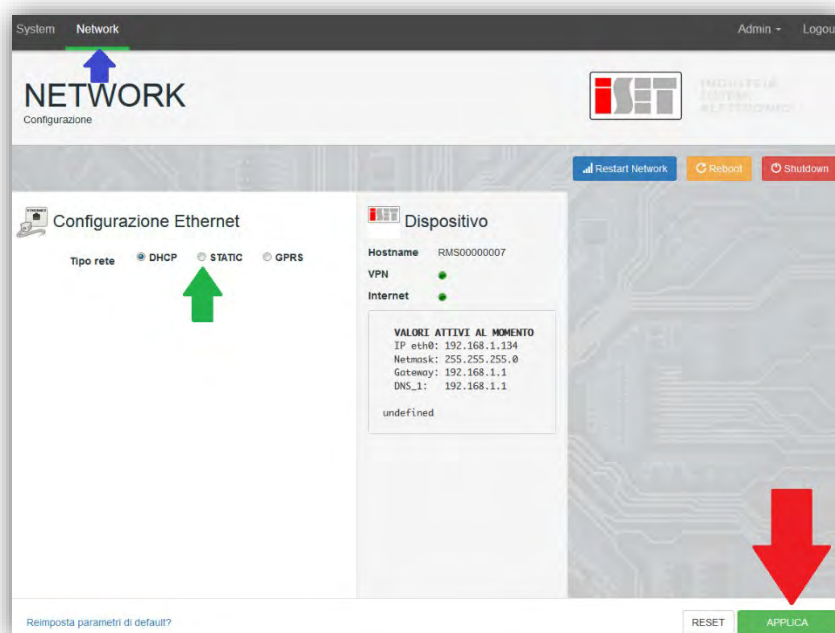 System Network Admin Logou
NETWORK
Configurazione
iSET
Restart Network Reboot Shutdown
Configurazione Ethernet
Tipo rete DHCP STATIC GPRS
iSET Dispositivo
Hostname RMS00000007
VPN
Internet
VALORI ATTIVI AL MOMENTO
IP eth0: 192.168.1.134
Netmask: 255.255.255.0
Gateway: 192.168.1.1
DNS_1: 192.168.1.1
undefined
Reimposta parametri di default?
RESET APPLICA